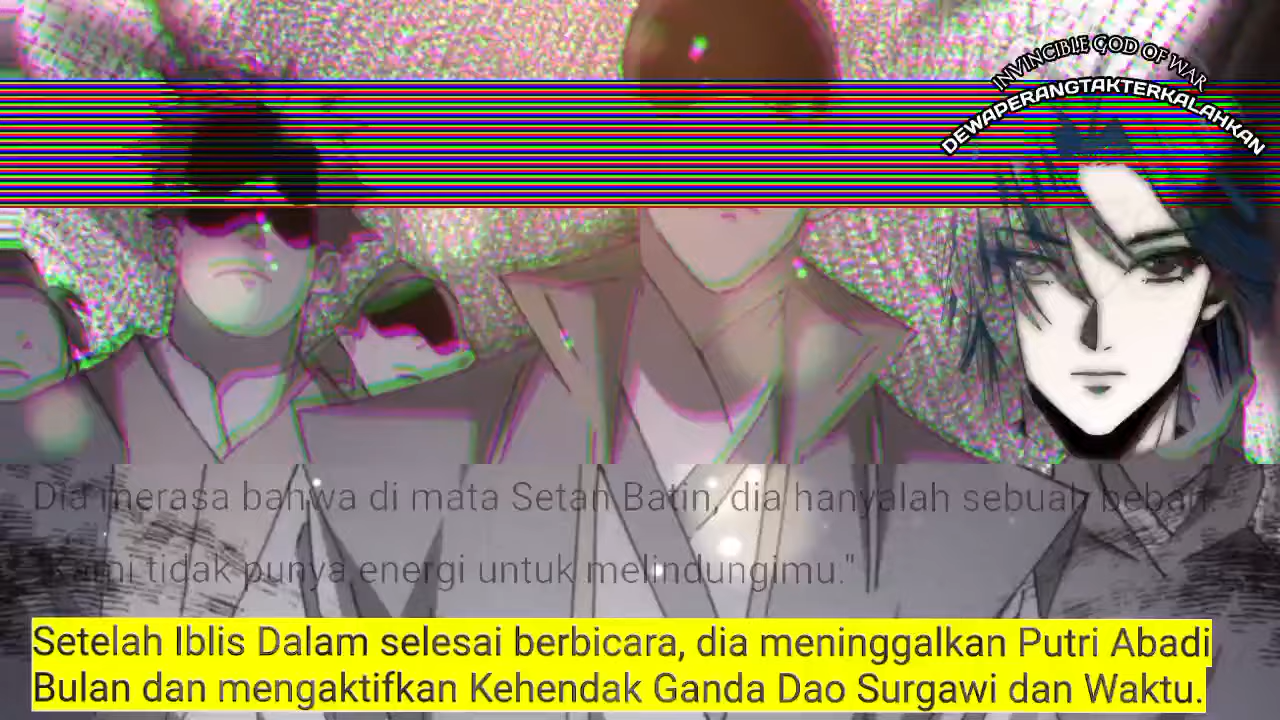 INVINCIBLE GOD OF WAR
DEWAPERANGTAKTERKALAHKAN
Dia merasa bahwa di mata Setan Batin, dia hanyalah sebuah beban.
"Kami tidak punya energi untuk melindungimu."
Setelah Iblis Dalam selesai berbicara, dia meninggalkan Putri Abadi
Bulan dan mengaktifkan Kehendak Ganda Dao Surgawi dan Waktu.